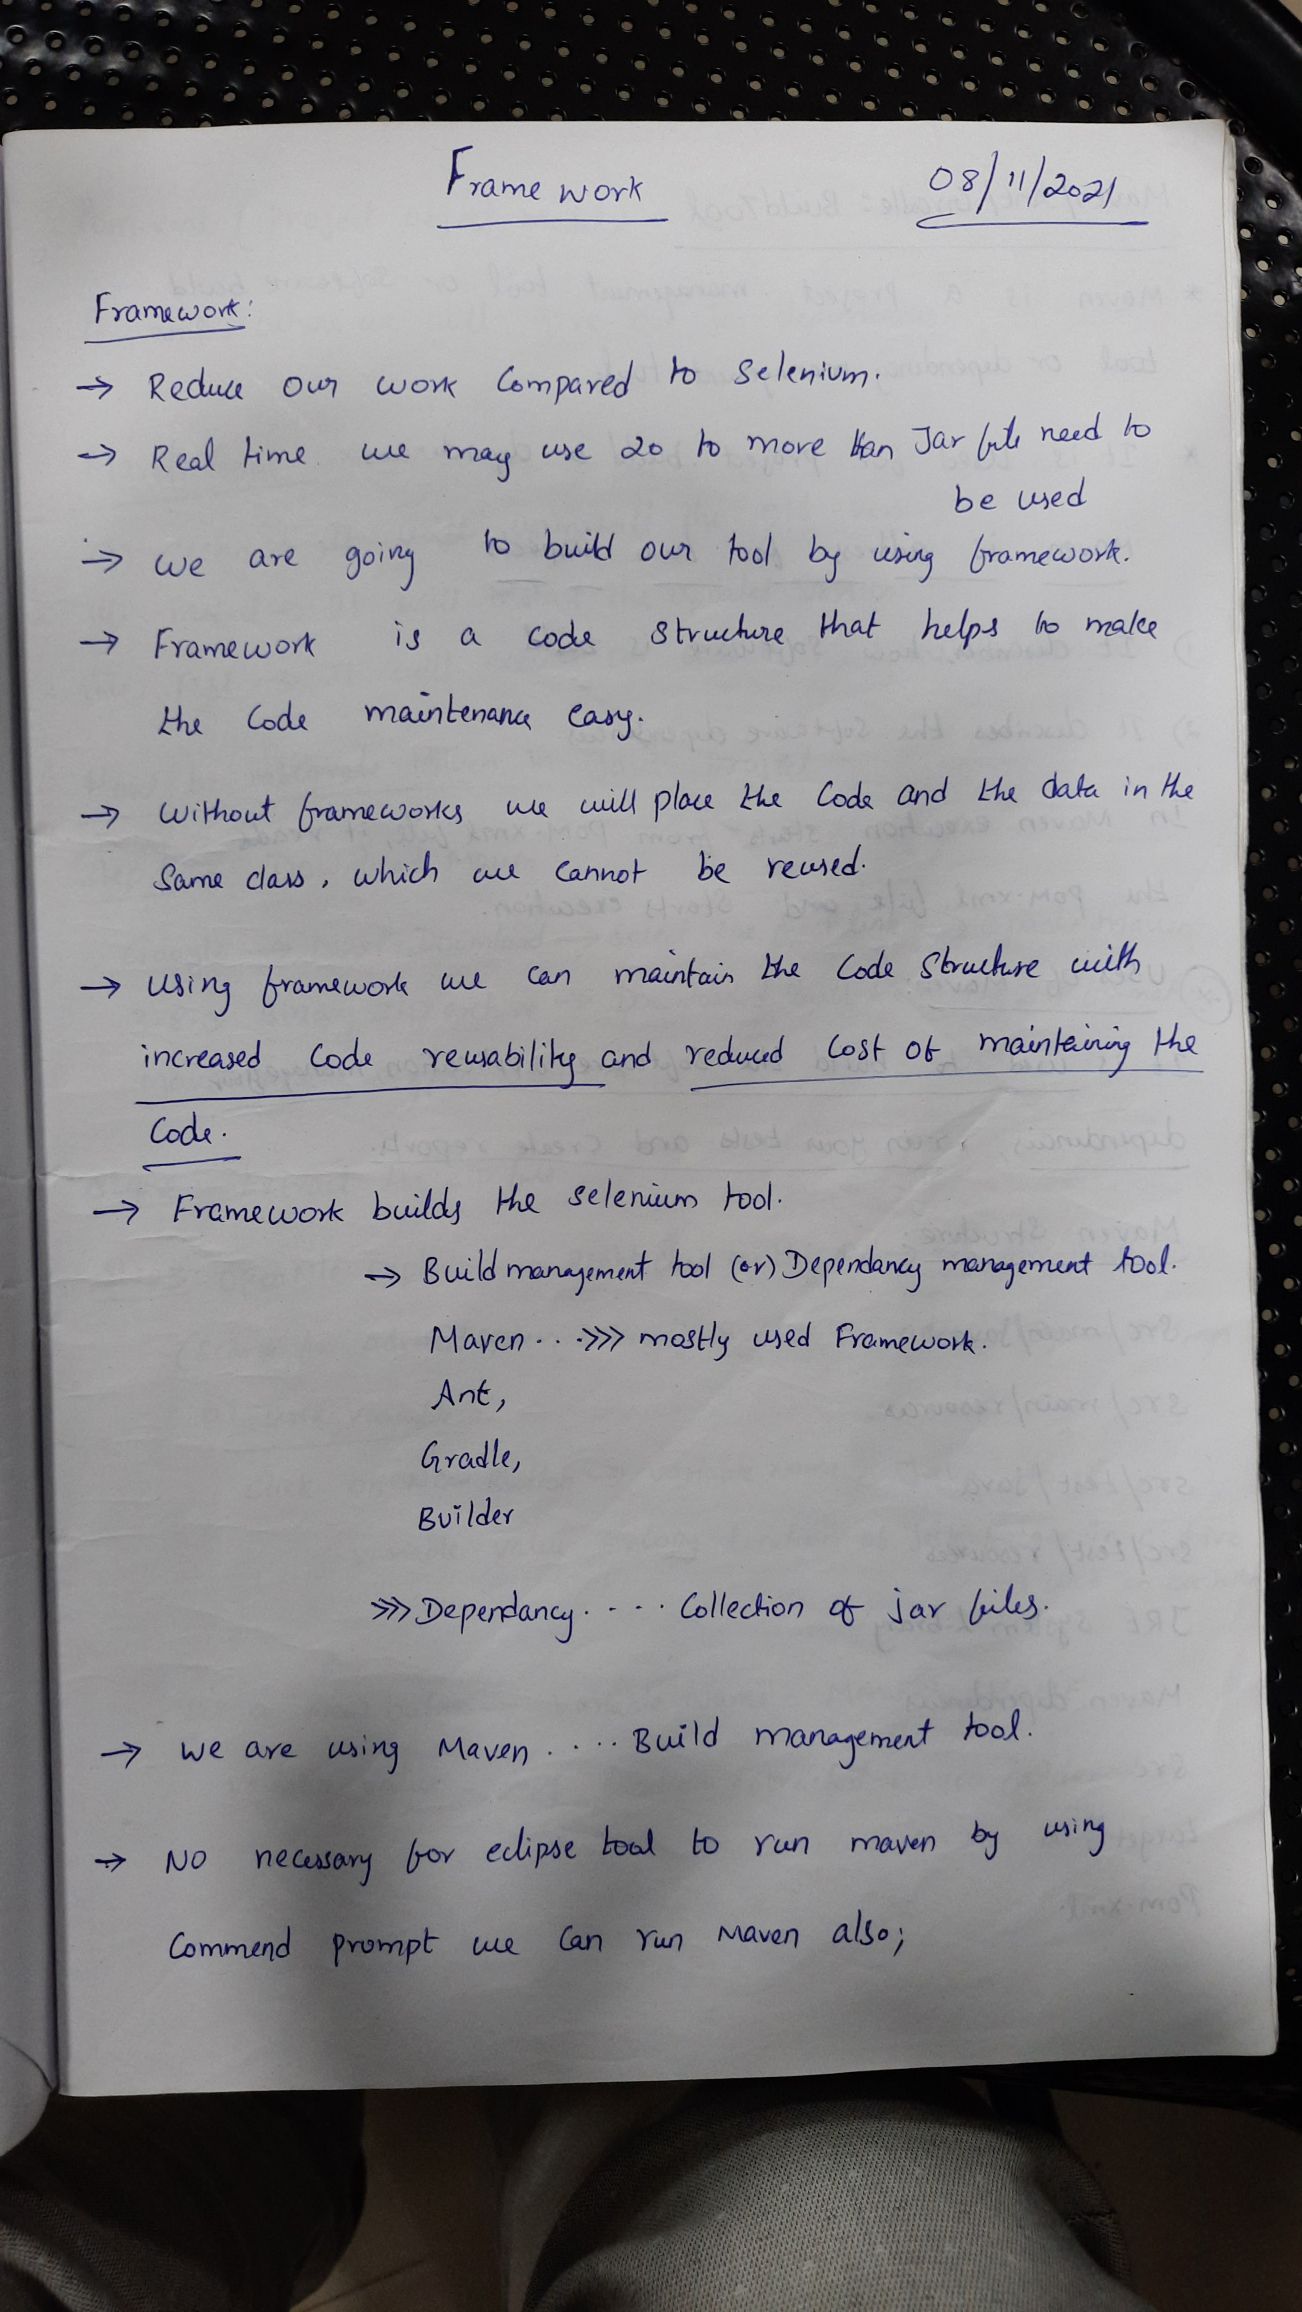 Frame work 08/11/2021
Framework:
→ Reduce our work Compared to Selenium.
→ Real time we may use 20 to more than Jar file need to
be used
→ we are going to build our tool by using framework.
→ Framework is a code structure that helps to make
the code maintenance easy.
→ without frameworks we will place the code and the data in the
Same class, which we cannot be reused.
→ using framework we can maintain the code structure with
increased code reusability and reduced cost of maintaining the
Code.
→ Framework builds the selenium tool.
→ Build management tool (or) Dependancy management tool.
Maven . . .>>>> mostly used Framework.
Ant,
Gradle,
Builder
>>>> Dependancy . - - . . Collection of jar files.
→ we are using Maven . . . . Build management tool.
→ No necessary for eclipse tool to run maven by using
Commend prompt we can run Maven also;